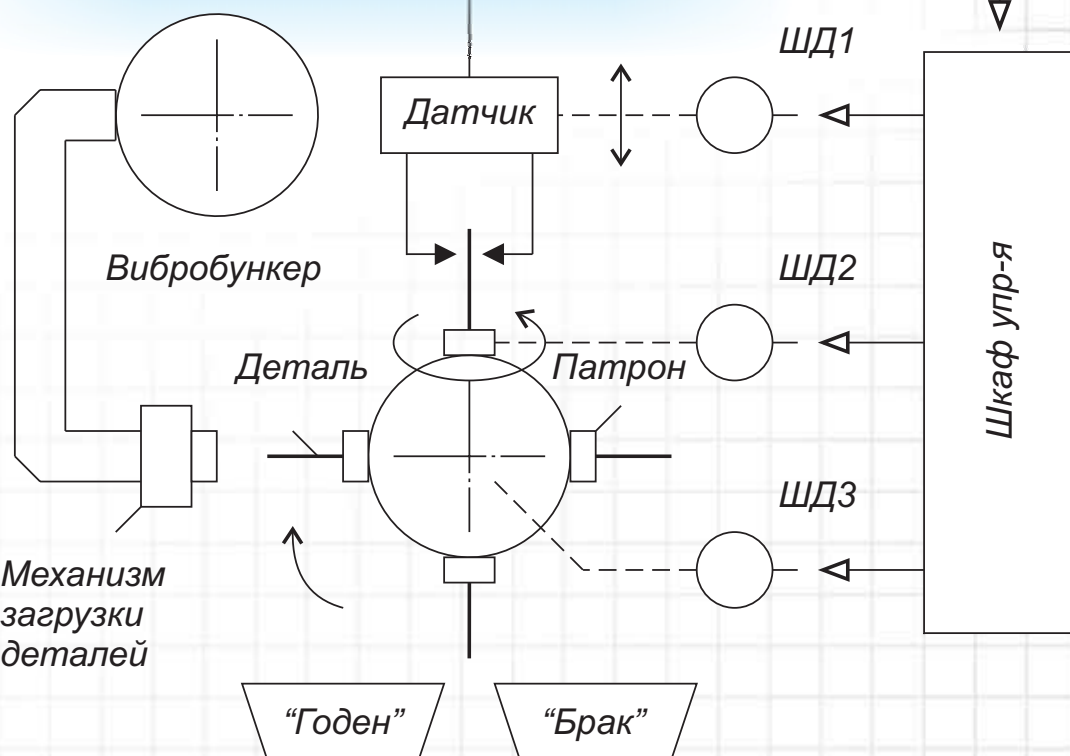 ШД1
Датчик
Вибробункер
ШД2
Деталь
Патрон
Шкаф упр-я
ШД3
Механизм
загрузки
деталей
“Годен”
“Брак”